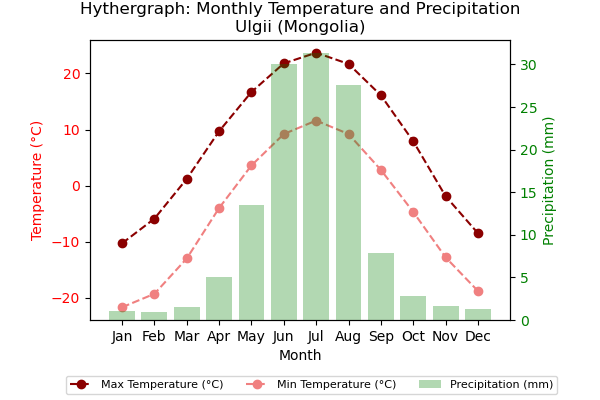 Hythergraph: Monthly Temperature and Precipitation
Ulgii (Mongolia)
Temperature (°C)
20
10
0
−10
−20
30
25
20
15
10
5
0
Precipitation (mm)
Jan Feb Mar Apr May Jun Jul Aug Sep Oct Nov Dec
Month
Max Temperature (°C) Min Temperature (°C) Precipitation (mm)